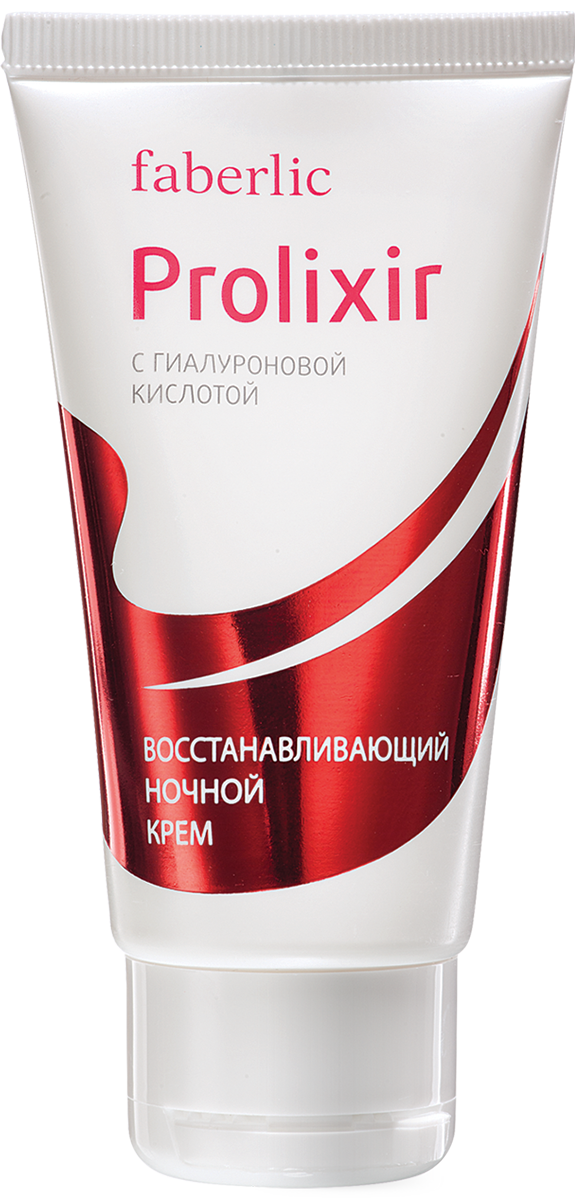 faberlic
Prolixir
С ГИАЛУРОНОВОЙ
КИСЛОТОЙ
ВОССТАНАВЛИВАЮЩИЙ
НОЧНОЙ
КРЕМ